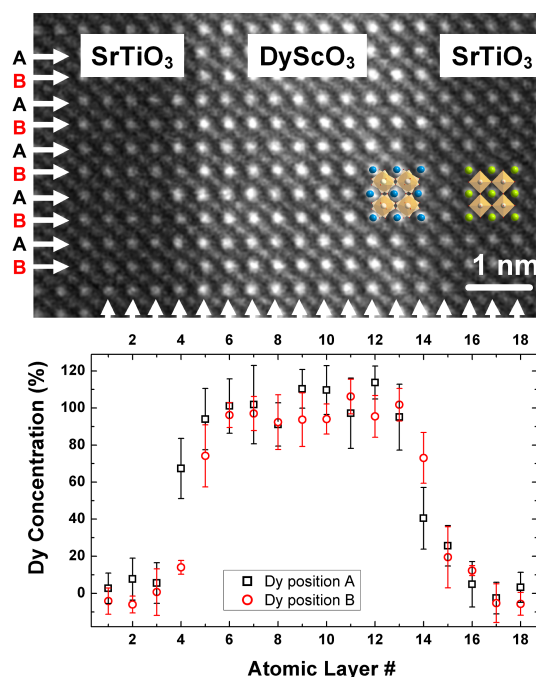 SrTiO3 DyScO3 SrTiO3
A
B
A
B
A
B
A
B
A
B
1 nm
2 4 6 8 10 12 14 16 18
120
100
80
60
40
20
0
Dy Concentration (%)
Dy position A
Dy position B
2 4 6 8 10 12 14 16 18
Atomic Layer #